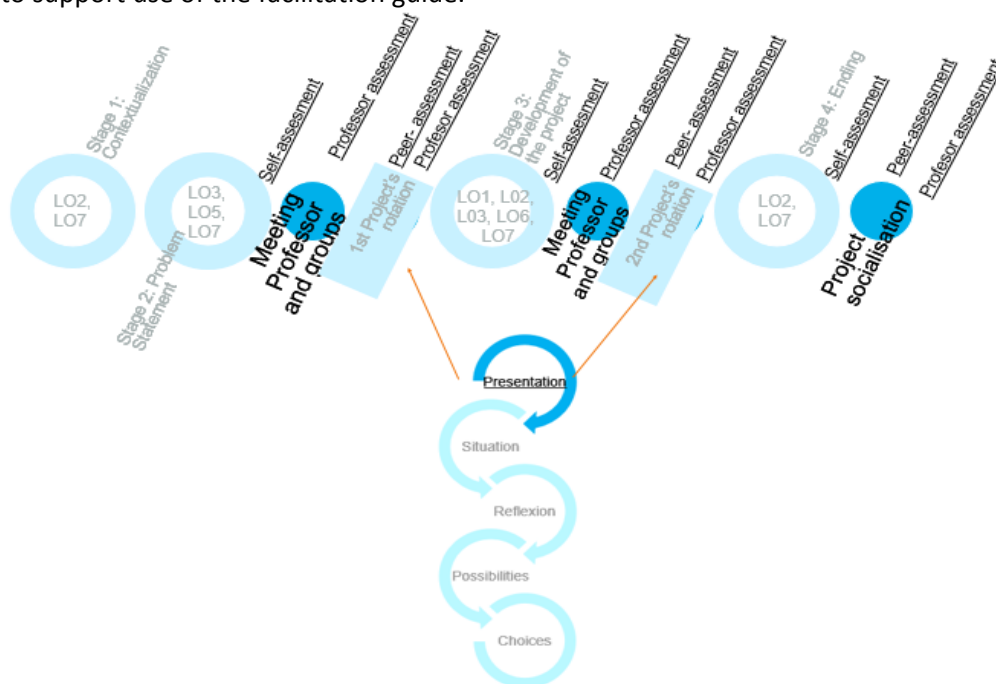 to support use of the facilitation guide.
Stage 1:
Contextualization
LO2,
LO7
Stage 2: Problem
Statement
LO3,
LO5,
LO7
Self-assesment
Meeting
Professor
and groups
Professor assessment
1st Project's
rotation
Peer- assessment
Profesor assessment
Stage 3:
Development of
the project
LO1, L02,
L03, LO6,
LO7
Self-assesment
Meeting
Professor
and groups
Professor assessment
2nd Project's
rotation
Peer- assessment
Professor assessment
Stage 4: Ending
LO2,
LO7
Self-assessment
Project
socialisation
Peer-assessment
Profesor assessment
Presentation
Situation
Reflexion
Possibilities
Choices